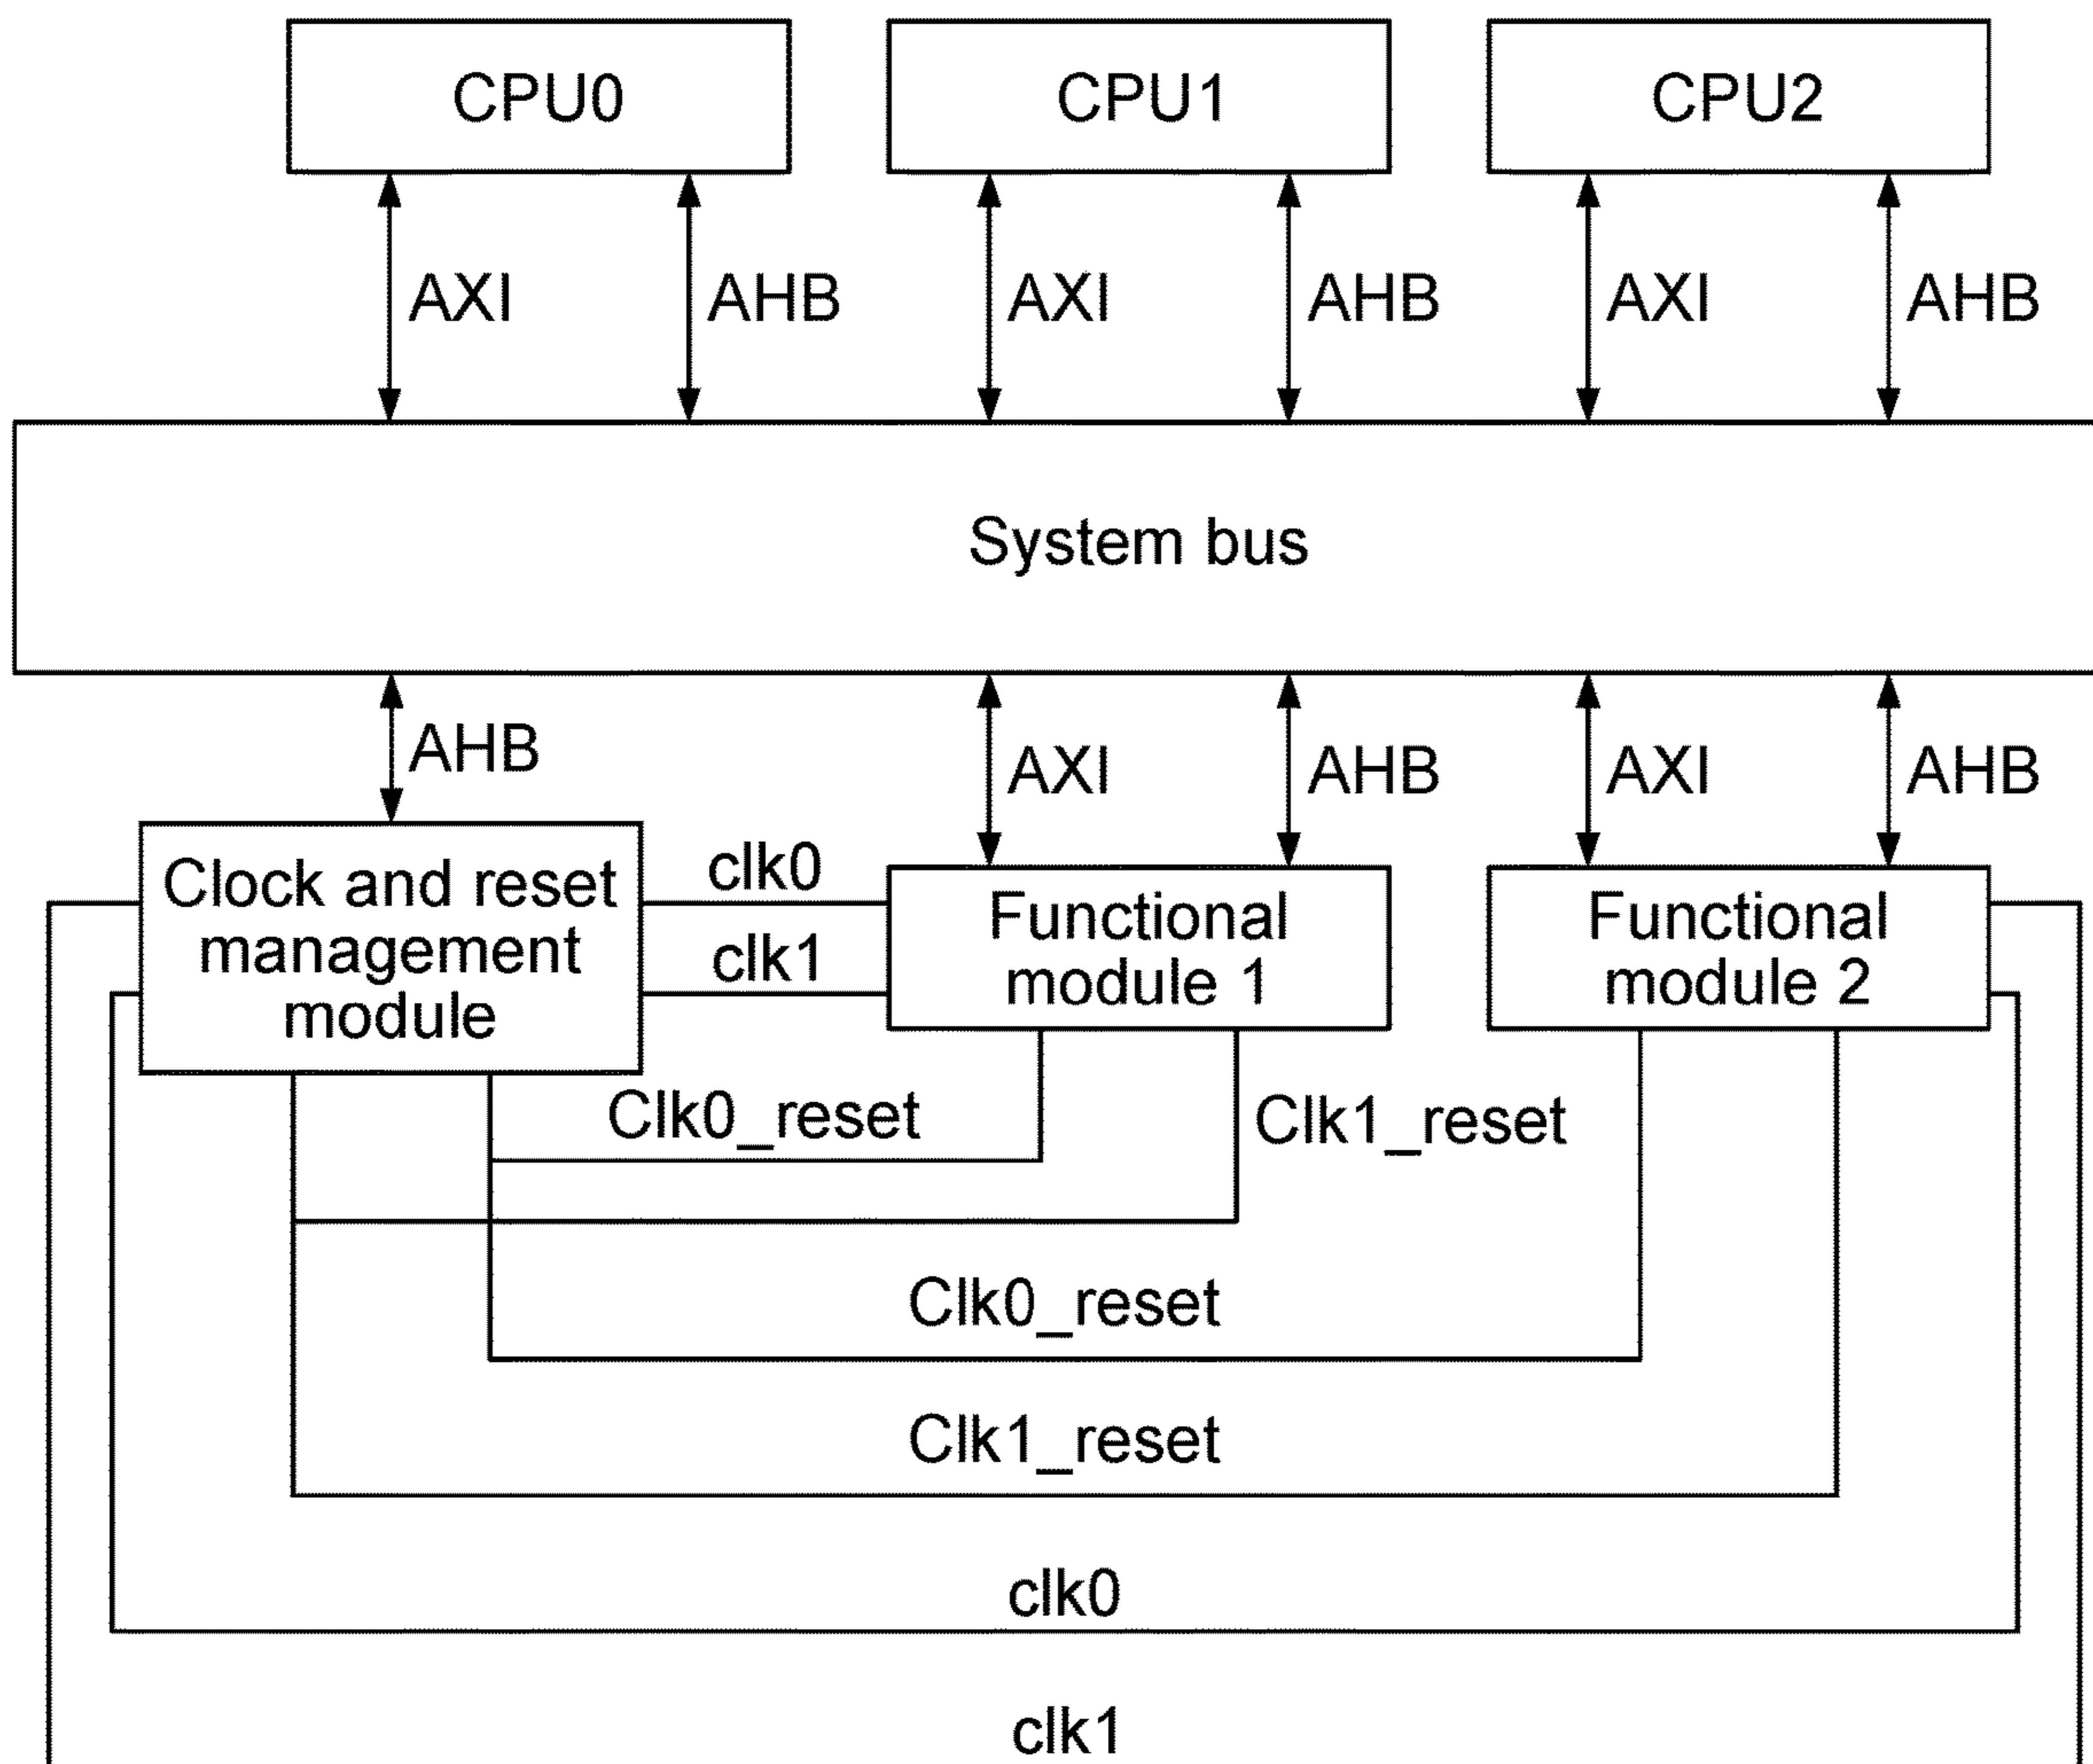 CPU0
CPU1
CPU2
AXI
AHB
AXI
AHB
AXI
AHB
System bus
AHB
AXI
AHB
AXI
AHB
Clock and reset
management
module
clk0
clk1
Functional
module 1
Functional
module 2
Clk0_reset
Clk1_reset
Clk0_reset
Clk1_reset
clk0
clk1